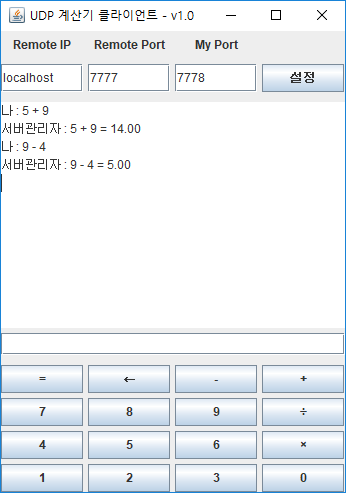 UDP 계산기 클라이언트 - v1.0
Remote IP Remote Port My Port
localhost 7777 7778 설정
나 : 5 + 9
서버관리자 : 5 + 9 = 14.00
나 : 9 - 4
서버관리자 : 9 - 4 = 5.00
= ← - +
7 8 9 ÷
4 5 6 ×
1 2 3 0